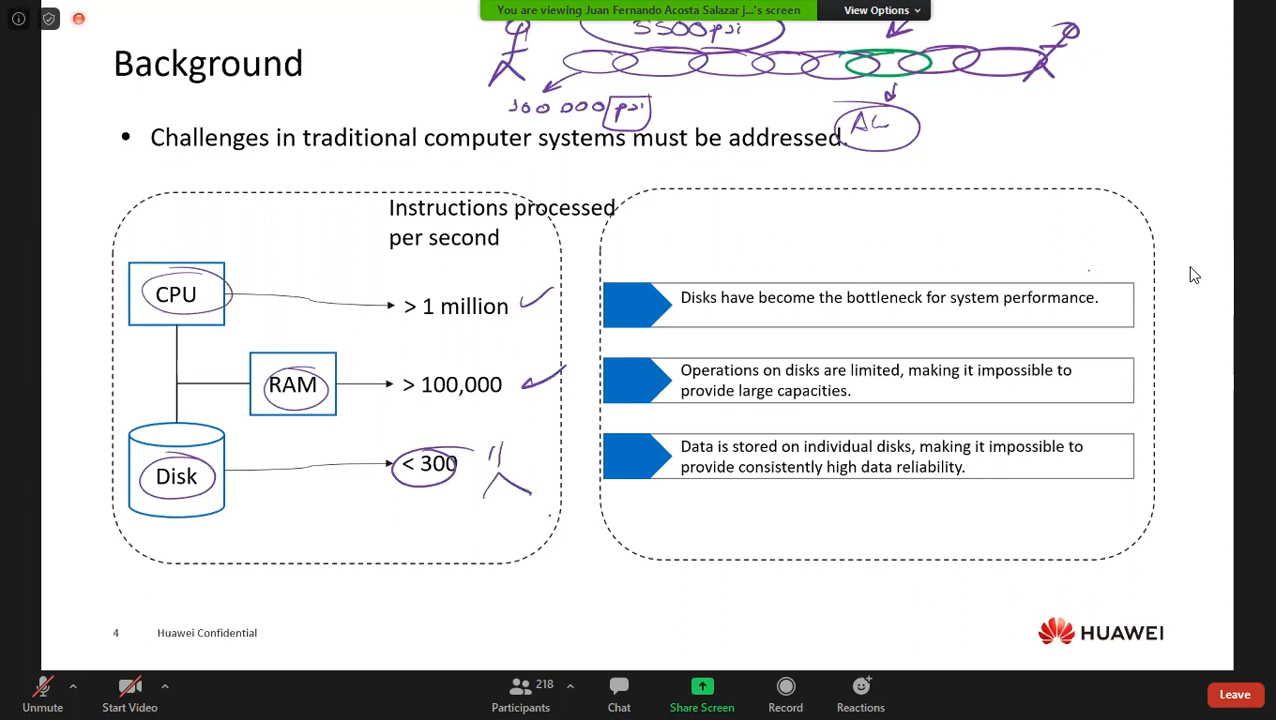 You are viewing Juan Fernando Acosta Salazar j...'s screen
View Options
5500 psi
Background
100 000 psi
AC
• Challenges in traditional computer systems must be addressed.
Instructions processed
per second
CPU
> 1 million
RAM
> 100,000
Disk
< 300
Disks have become the bottleneck for system performance.
Operations on disks are limited, making it impossible to
provide large capacities.
Data is stored on individual disks, making it impossible to
provide consistently high data reliability.
4 Huawei Confidential
HUAWEI
Unmute
Start Video
218
Participants
Chat
Share Screen
Record
Reactions
Leave